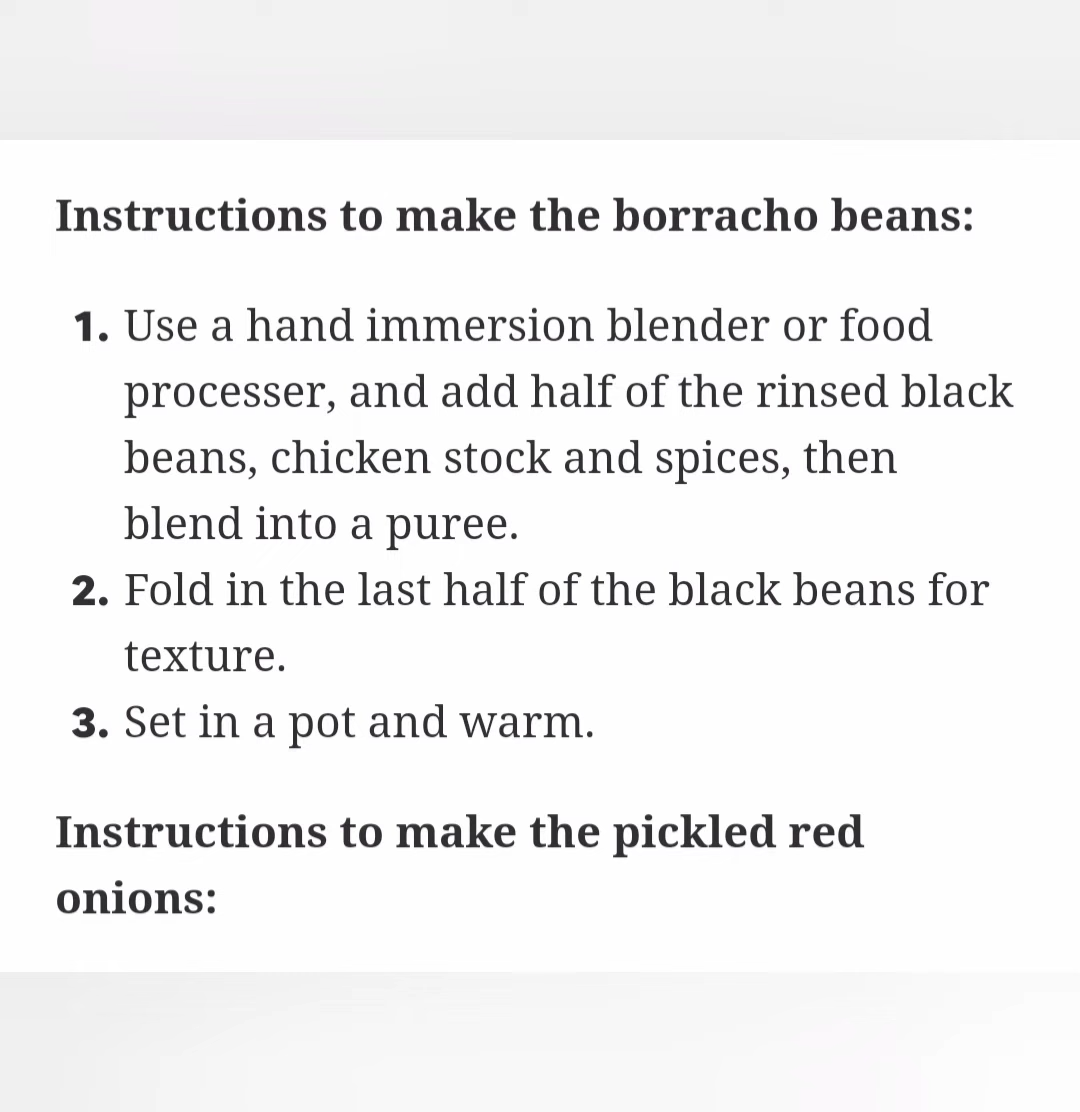 Instructions to make the borracho beans:
1. Use a hand immersion blender or food
processer, and add half of the rinsed black
beans, chicken stock and spices, then
blend into a puree.
2. Fold in the last half of the black beans for
texture.
3. Set in a pot and warm.
Instructions to make the pickled red
onions: